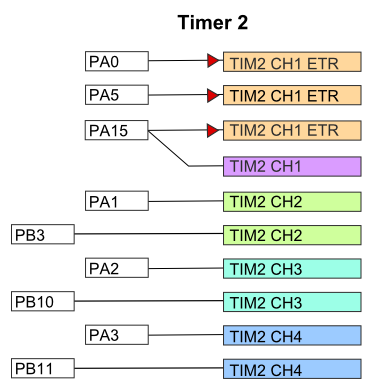 Timer 2
PA0 TIM2 CH1 ETR
PA5 TIM2 CH1 ETR
PA15 TIM2 CH1 ETR
TIM2 CH1
PA1 TIM2 CH2
PB3 TIM2 CH2
PA2 TIM2 CH3
PB10 TIM2 CH3
PA3 TIM2 CH4
PB11 TIM2 CH4